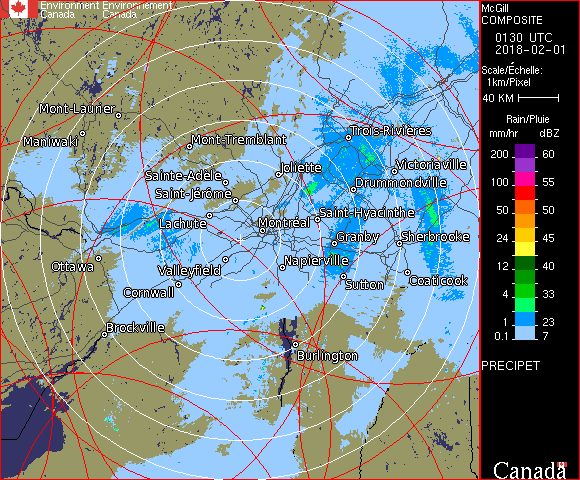 Environment Environnement
Canada Canada
Mont-Laurier
Maniwaki
Mont-Tremblant
Trois-Rivières
Joliette
Victoriaville
Sainte-Adèle
Drummondville
Saint-Jérôme
Saint-Hyacinthe
Lachute
Montréal
Granby
Sherbrooke
Ottawa
Valleyfield
Napierville
Cornwall
Sutton
Coaticook
Brockville
Burlington
McGill
COMPOSITE
0130 UTC
2018-02-01
Scale/Échelle:
1km/Pixel
40 KM
Rain/Pluie
mm/hr dBZ
200 60
150 57
100 55
50 50
24 45
12 40
4 33
1 23
0.1 7
PRECIPET
Canada